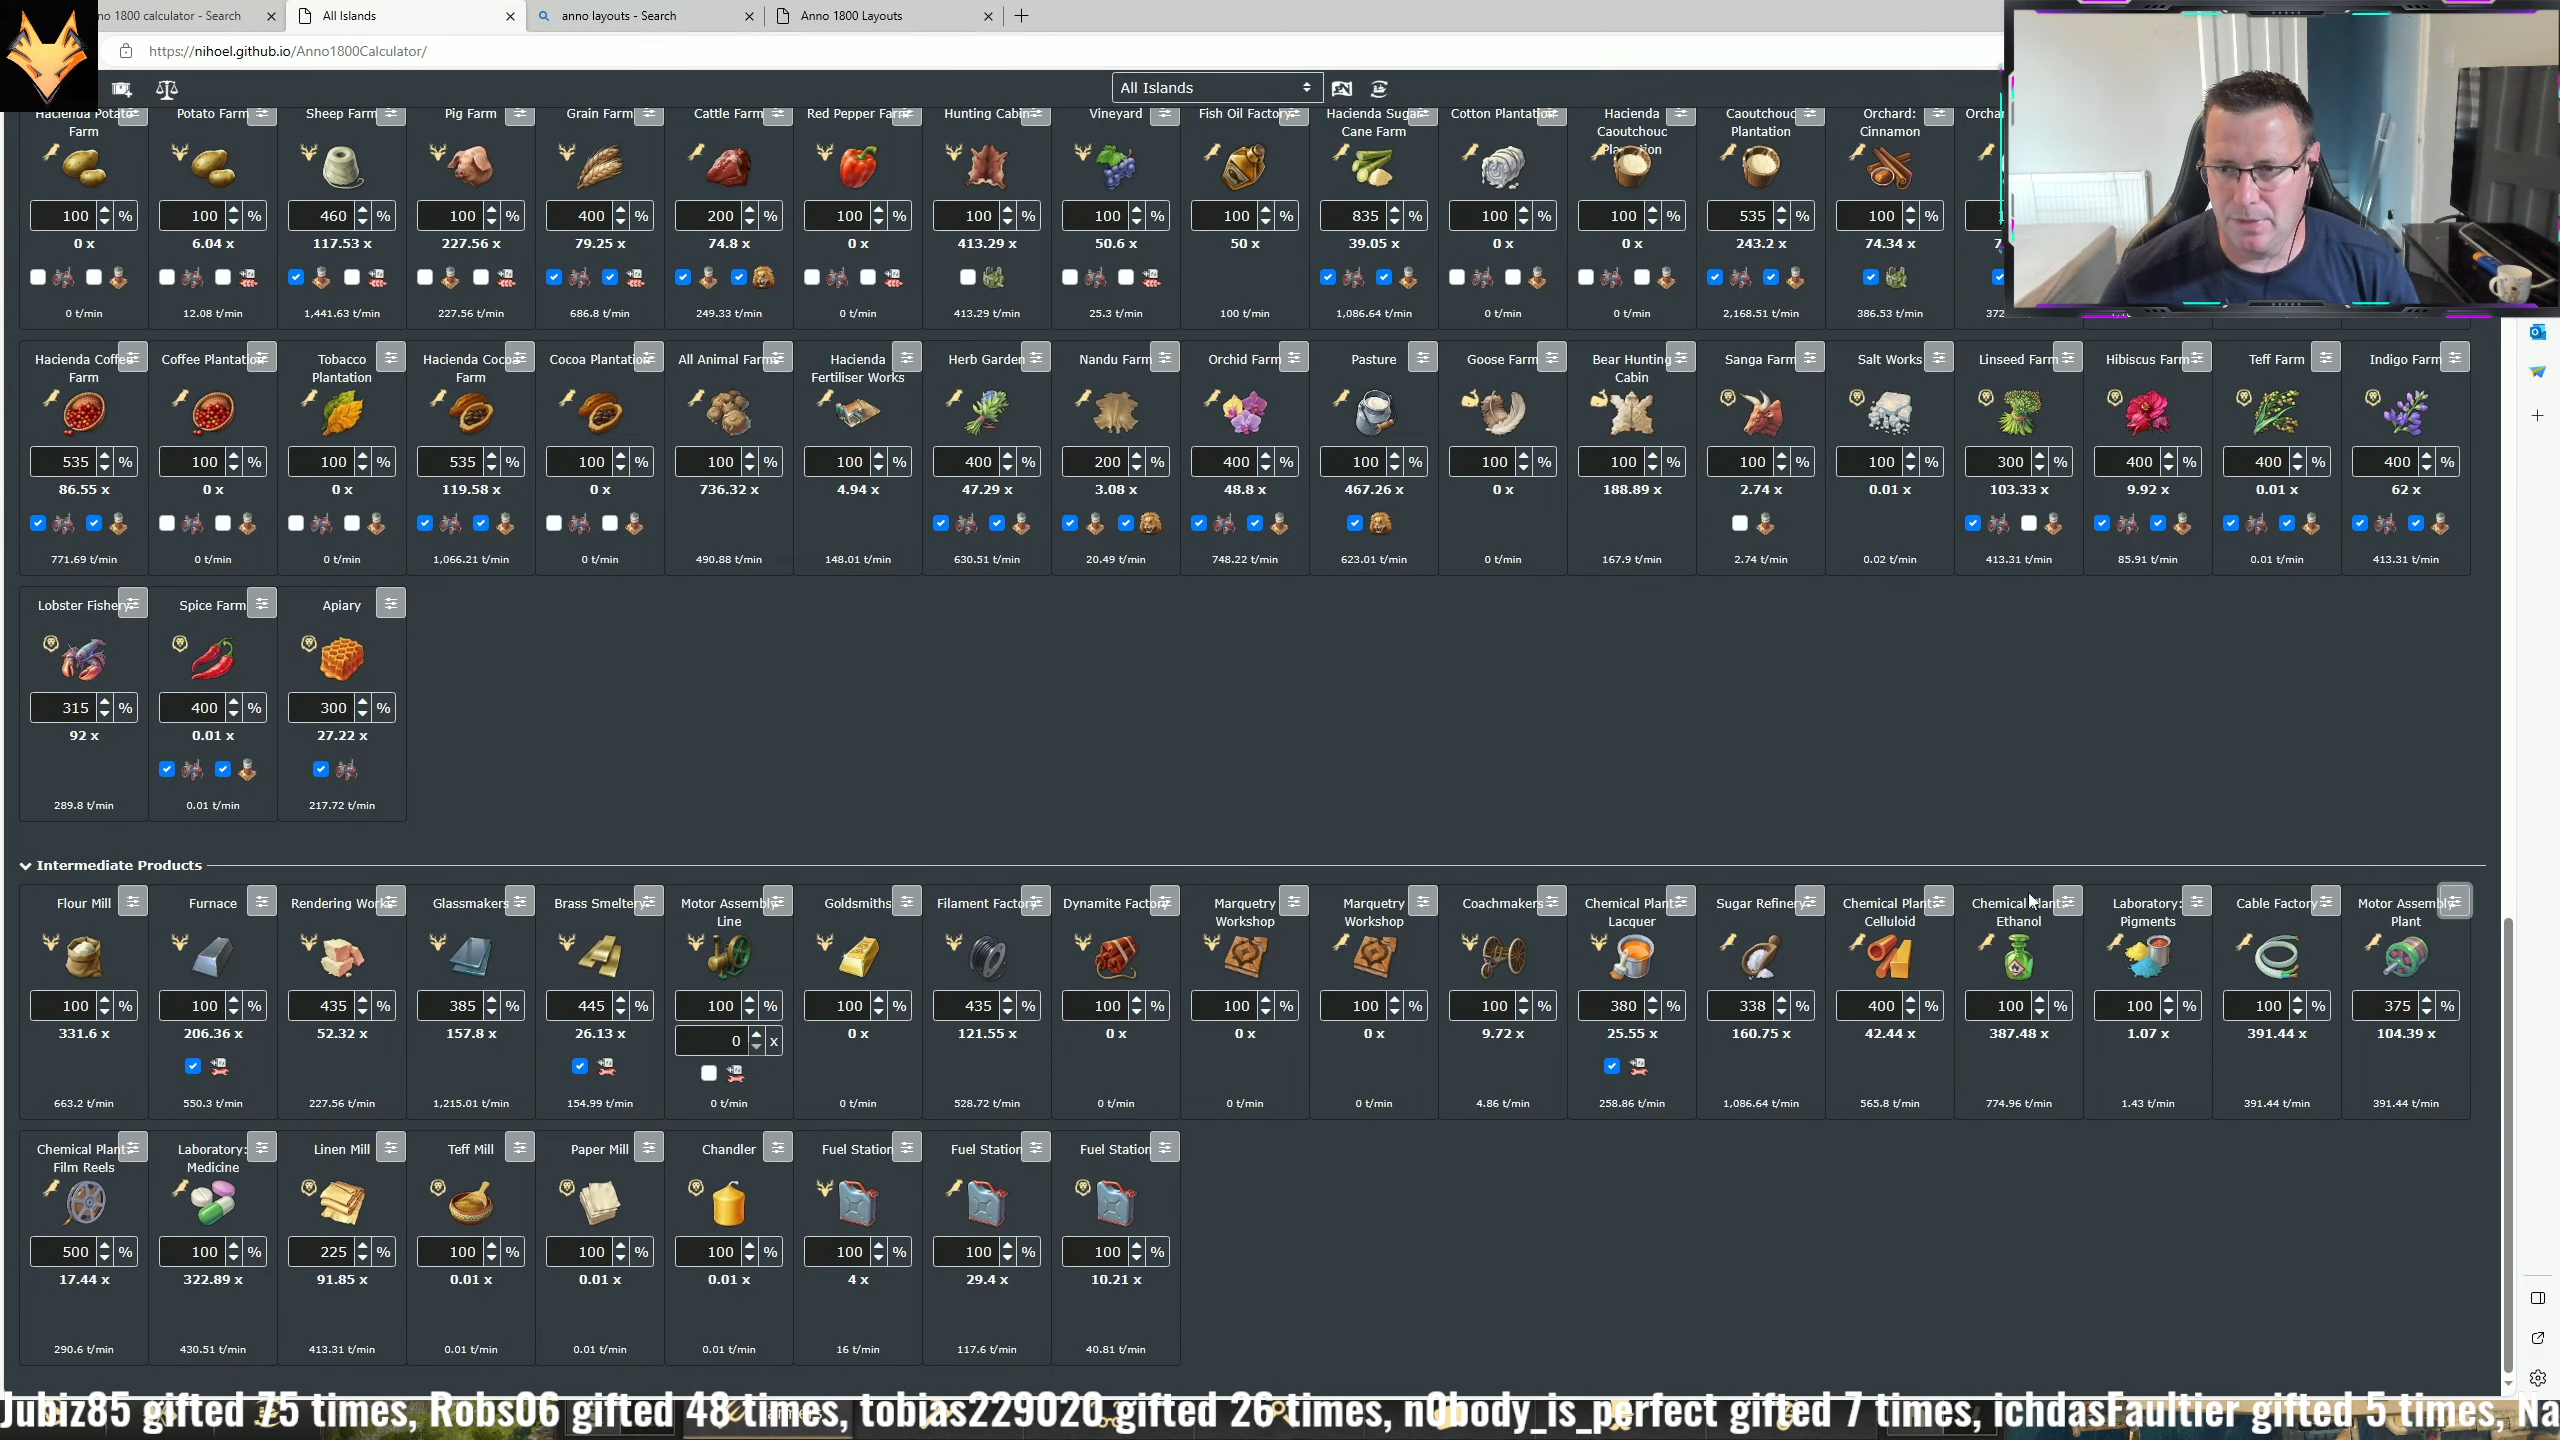 no 1800 calculator - Search
All Islands
anno layouts - Search
Anno 1800 Layouts
https://nihoel.github.io/Anno1800Calculator/
All Islands
Hacienda Potato Farm Potato Farm Sheep Farm Pig Farm Grain Farm Cattle Farm Red Pepper Farm Hunting Cabin Vineyard Fish Oil Factory Hacienda Sugar Cane Farm Cotton Plantation Hacienda Caoutchouc Plantation Caoutchouc Plantation Orchard: Cinnamon Orcha
100 % 100 % 460 % 100 % 400 % 200 % 100 % 100 % 100 % 100 % 835 % 100 % 100 % 535 % 100 %
0 x 6.04 x 117.53 x 227.56 x 79.25 x 74.8 x 0 x 413.29 x 50.6 x 50 x 39.05 x 0 x 0 x 243.2 x 74.34 x 7
0 t/min 12.08 t/min 1,441.63 t/min 227.56 t/min 686.8 t/min 249.33 t/min 0 t/min 413.29 t/min 25.3 t/min 100 t/min 1,086.64 t/min 0 t/min 0 t/min 2,168.51 t/min 386.53 t/min 372
Hacienda Coffee Farm Coffee Plantation Tobacco Plantation Hacienda Cocoa Farm Cocoa Plantation All Animal Farms Hacienda Fertiliser Works Herb Garden Nandu Farm Orchid Farm Pasture Goose Farm Bear Hunting Cabin Sanga Farm Salt Works Linseed Farm Hibiscus Farm Teff Farm Indigo Farm
535 % 100 % 100 % 535 % 100 % 100 % 100 % 400 % 200 % 400 % 100 % 100 % 100 % 100 % 100 % 300 % 400 % 400 % 400 %
86.55 x 0 x 0 x 119.58 x 0 x 736.32 x 4.94 x 47.29 x 3.08 x 48.8 x 467.26 x 0 x 188.89 x 2.74 x 0.01 x 103.33 x 9.92 x 0.01 x 62 x
771.69 t/min 0 t/min 0 t/min 1,066.21 t/min 0 t/min 490.88 t/min 148.01 t/min 630.51 t/min 20.49 t/min 748.22 t/min 623.01 t/min 0 t/min 167.9 t/min 2.74 t/min 0.02 t/min 413.31 t/min 85.91 t/min 0.01 t/min 413.31 t/min
Lobster Fishery Spice Farm Apiary
315 % 400 % 300 %
92 x 0.01 x 27.22 x
289.8 t/min 0.01 t/min 217.72 t/min
Intermediate Products
Flour Mill Furnace Rendering Works Glassmakers Brass Smeltery Motor Assembly Line Goldsmiths Filament Factory Dynamite Factory Marquetry Workshop Marquetry Workshop Coachmakers Chemical Plant: Lacquer Sugar Refinery Chemical Plant: Celluloid Chemical Plant: Ethanol Laboratory: Pigments Cable Factory Motor Assembly Plant
100 % 100 % 435 % 385 % 445 % 100 % 100 % 435 % 100 % 100 % 100 % 100 % 380 % 338 % 400 % 100 % 100 % 100 % 375 %
331.6 x 206.36 x 52.32 x 157.8 x 26.13 x 0 x 0 x 121.55 x 0 x 0 x 0 x 9.72 x 25.55 x 160.75 x 42.44 x 387.48 x 1.07 x 391.44 x 104.39 x
663.2 t/min 550.3 t/min 227.56 t/min 1,215.01 t/min 154.99 t/min 0 t/min 0 t/min 528.72 t/min 0 t/min 0 t/min 0 t/min 4.86 t/min 258.86 t/min 1,086.64 t/min 565.8 t/min 774.96 t/min 1.43 t/min 391.44 t/min 391.44 t/min
Chemical Plant: Film Reels Laboratory: Medicine Linen Mill Teff Mill Paper Mill Chandler Fuel Station Fuel Station Fuel Station
500 % 100 % 225 % 100 % 100 % 100 % 100 % 100 % 100 %
17.44 x 322.89 x 91.85 x 0.01 x 0.01 x 0.01 x 4 x 29.4 x 10.21 x
290.6 t/min 430.51 t/min 413.31 t/min 0.01 t/min 0.01 t/min 0.01 t/min 16 t/min 117.6 t/min 40.81 t/min
Jubiz85 gifted 75 times, Robs06 gifted 48 times, tobias229020 gifted 26 times, n0body_is_perfect gifted 7 times, ichdasFaultier gifted 5 times, Na